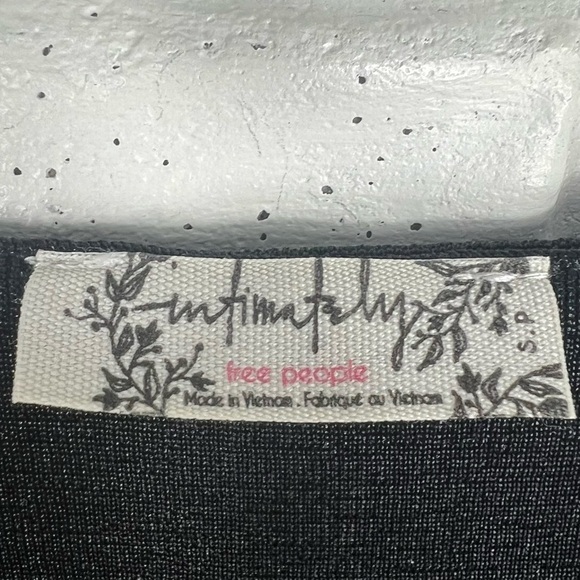 intimately
free people
Made in Vietnam . Fabriqué au Vietnam
S.P